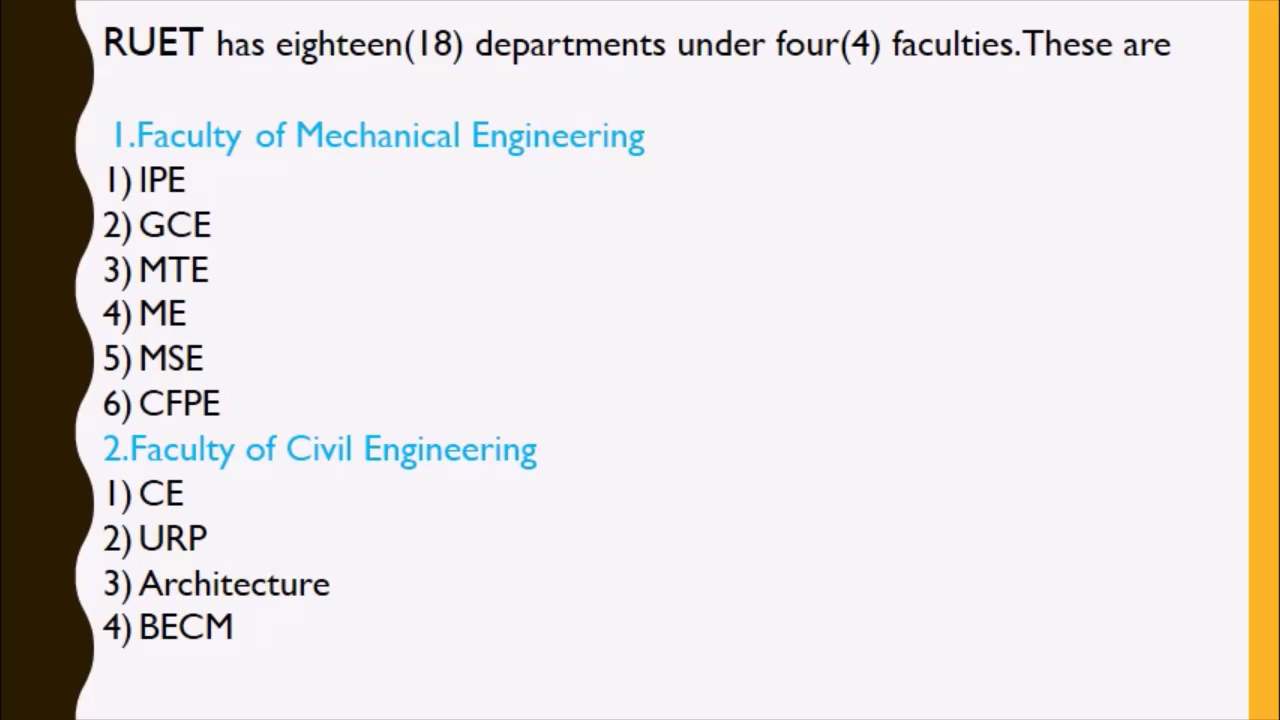 RUET has eighteen(18) departments under four(4) faculties.These are
1.Faculty of Mechanical Engineering
1) IPE
2) GCE
3) MTE
4) ME
5) MSE
6) CFPE
2.Faculty of Civil Engineering
1) CE
2) URP
3) Architecture
4) BECM